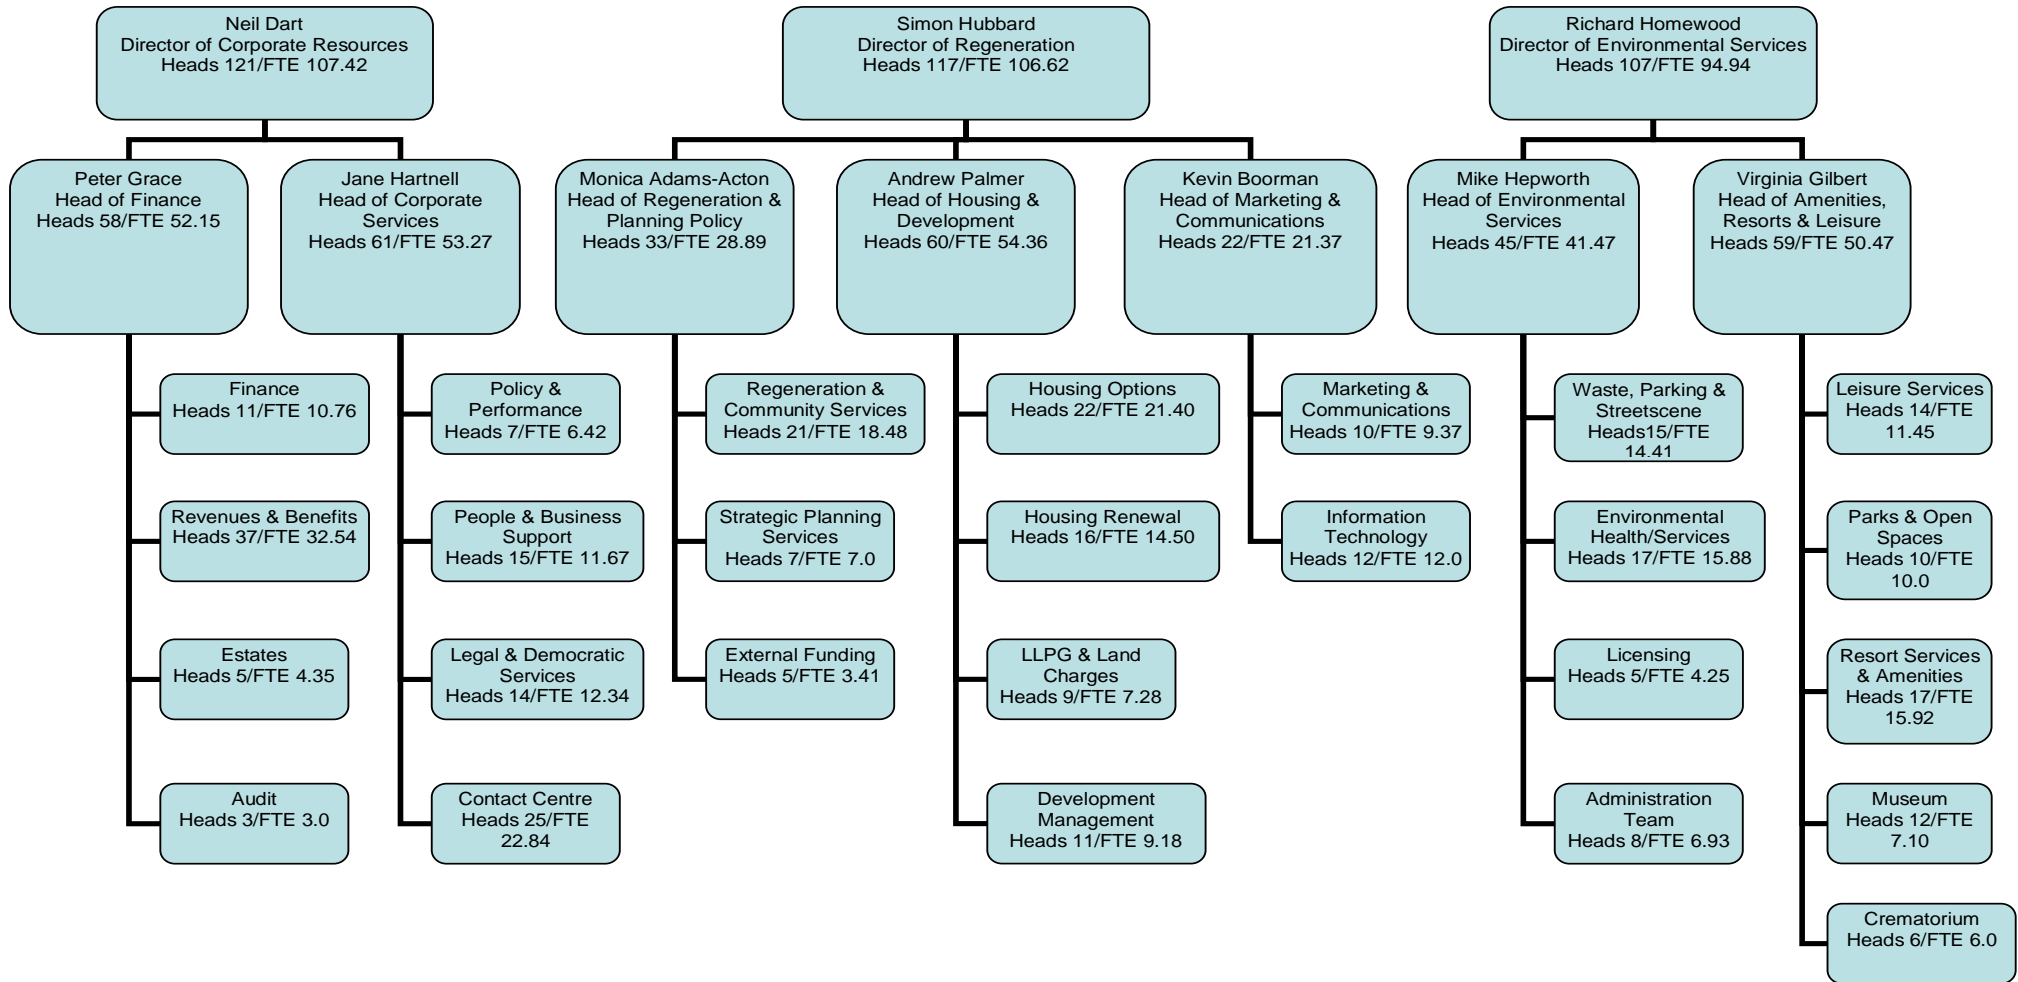 Neil Dart
Director of Corporate Resources
Heads 121/FTE 107.42
Simon Hubbard
Director of Regeneration
Heads 117/FTE 106.62
Richard Homewood
Director of Environmental Services
Heads 107/FTE 94.94
Peter Grace
Head of Finance
Heads 58/FTE 52.15
Jane Hartnell
Head of Corporate
Services
Heads 61/FTE 53.27
Monica Adams-Acton
Head of Regeneration &
Planning Policy
Heads 33/FTE 28.89
Andrew Palmer
Head of Housing &
Development
Heads 60/FTE 54.36
Kevin Boorman
Head of Marketing &
Communications
Heads 22/FTE 21.37
Mike Hepworth
Head of Environmental
Services
Heads 45/FTE 41.47
Virginia Gilbert
Head of Amenities,
Resorts & Leisure
Heads 59/FTE 50.47
Finance
Heads 11/FTE 10.76
Revenues & Benefits
Heads 37/FTE 32.54
Estates
Heads 5/FTE 4.35
Audit
Heads 3/FTE 3.0
Policy &
Performance
Heads 7/FTE 6.42
People & Business
Support
Heads 15/FTE 11.67
Legal & Democratic
Services
Heads 14/FTE 12.34
Contact Centre
Heads 25/FTE
22.84
Regeneration &
Community Services
Heads 21/FTE 18.48
Strategic Planning
Services
Heads 7/FTE 7.0
External Funding
Heads 5/FTE 3.41
Housing Options
Heads 22/FTE 21.40
Housing Renewal
Heads 16/FTE 14.50
LLPG & Land
Charges
Heads 9/FTE 7.28
Development
Management
Heads 11/FTE 9.18
Marketing &
Communications
Heads 10/FTE 9.37
Information
Technology
Heads 12/FTE 12.0
Waste, Parking &
Streetscene
Heads15/FTE
14.41
Environmental
Health/Services
Heads 17/FTE 15.88
Licensing
Heads 5/FTE 4.25
Administration
Team
Heads 8/FTE 6.93
Leisure Services
Heads 14/FTE
11.45
Parks & Open
Spaces
Heads 10/FTE
10.0
Resort Services
& Amenities
Heads 17/FTE
15.92
Museum
Heads 12/FTE
7.10
Crematorium
Heads 6/FTE 6.0